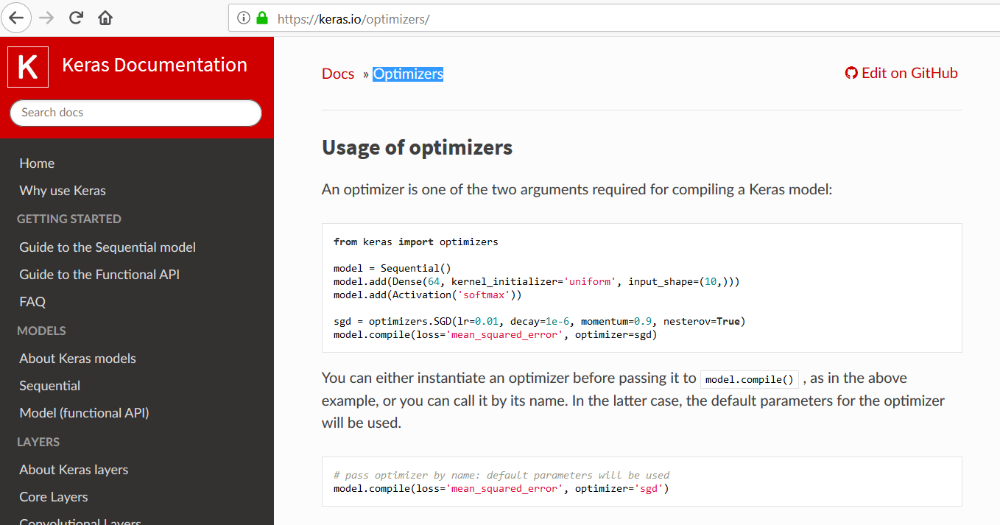 https://keras.io/optimizers/
K Keras Documentation
Search docs
Home
Why use Keras
GETTING STARTED
Guide to the Sequential model
Guide to the Functional API
FAQ
MODELS
About Keras models
Sequential
Model (functional API)
LAYERS
About Keras layers
Core Layers
Convolutional Layers
Docs » Optimizers
Edit on GitHub
Usage of optimizers
An optimizer is one of the two arguments required for compiling a Keras model:
from keras import optimizers
model = Sequential()
model.add(Dense(64, kernel_initializer='uniform', input_shape=(10,)))
model.add(Activation('softmax'))
sgd = optimizers.SGD(lr=0.01, decay=1e-6, momentum=0.9, nesterov=True)
model.compile(loss='mean_squared_error', optimizer=sgd)
You can either instantiate an optimizer before passing it to model.compile() , as in the above
example, or you can call it by its name. In the latter case, the default parameters for the optimizer
will be used.
# pass optimizer by name: default parameters will be used
model.compile(loss='mean_squared_error', optimizer='sgd')